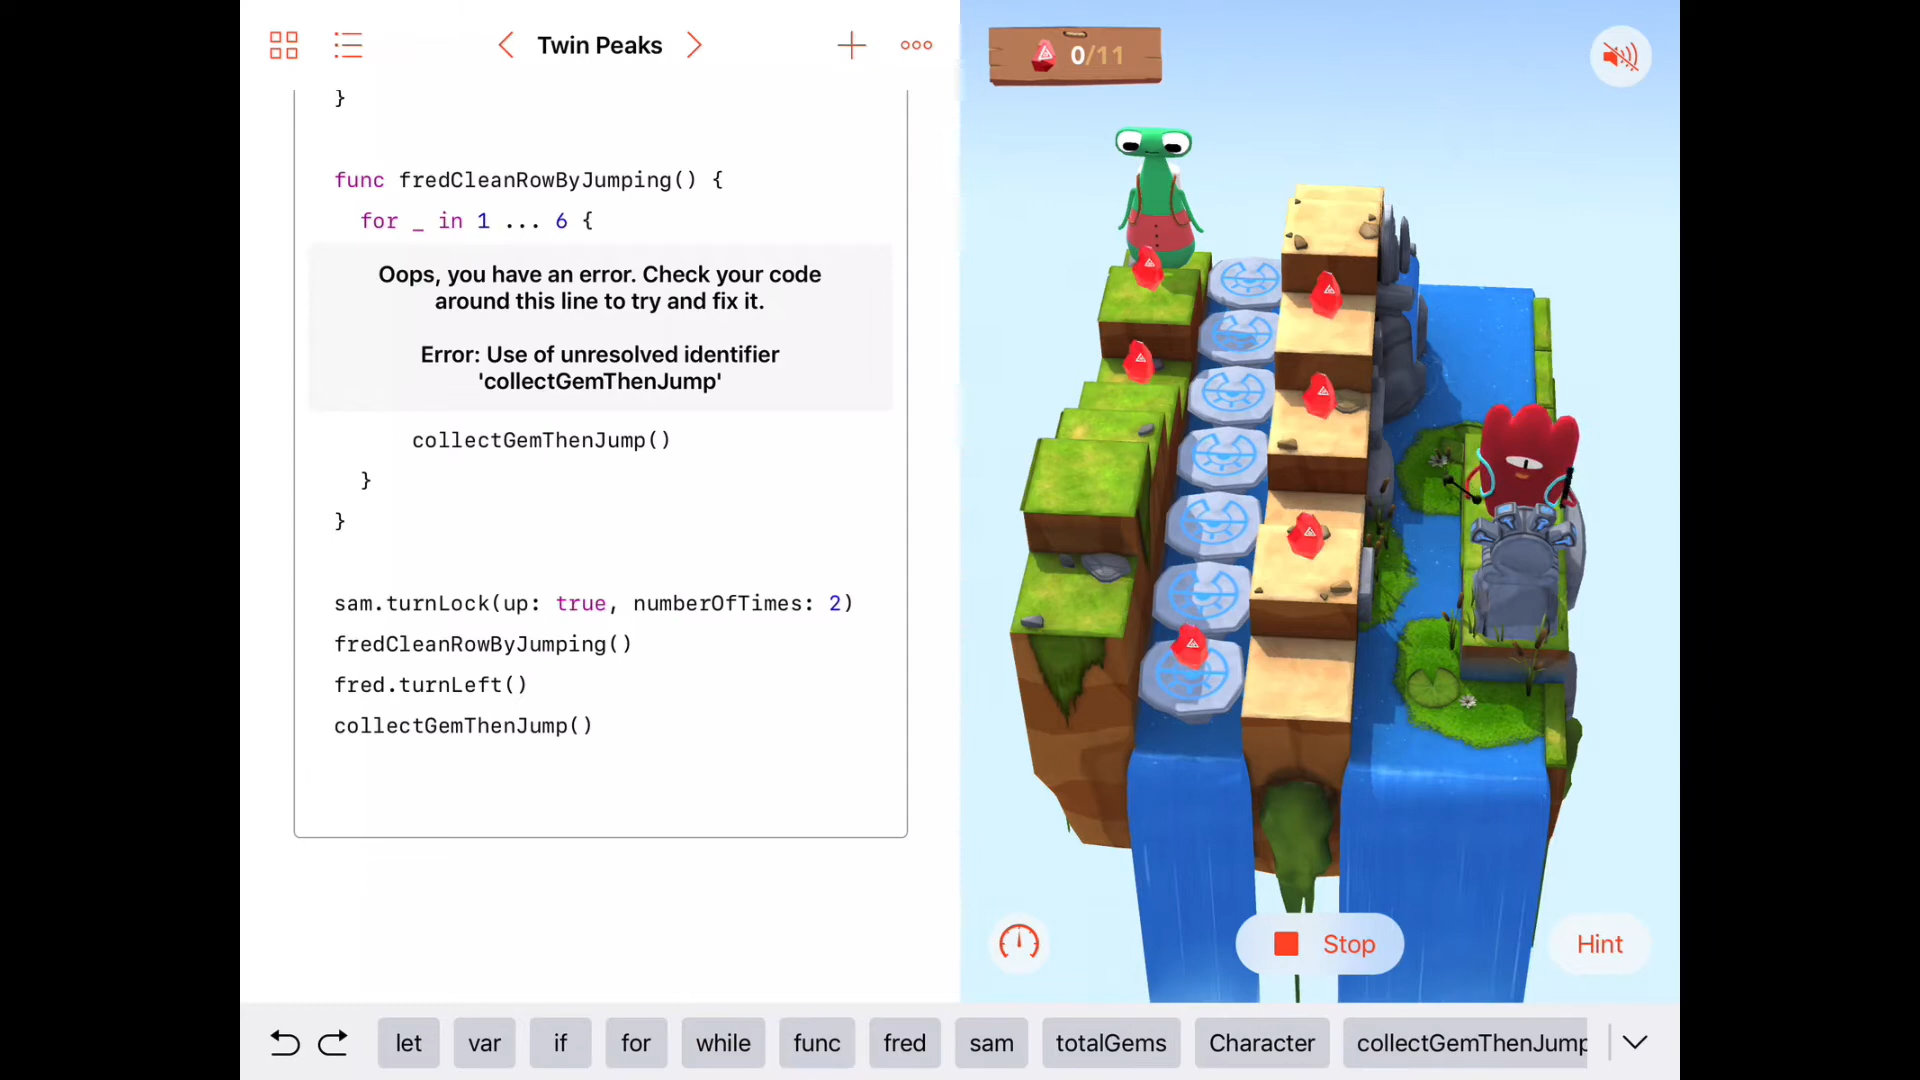 Twin Peaks
}
func fredCleanRowByJumping() {
for _ in 1 ... 6 {
Oops, you have an error. Check your code
around this line to try and fix it.
Error: Use of unresolved identifier
'collectGemThenJump'
collectGemThenJump()
}
}
sam.turnLock(up: true, numberOfTimes: 2)
fredCleanRowByJumping()
fred.turnLeft()
collectGemThenJump()
0/11
Stop
Hint
let var if for while func fred sam totalGems Character collectGemThenJump